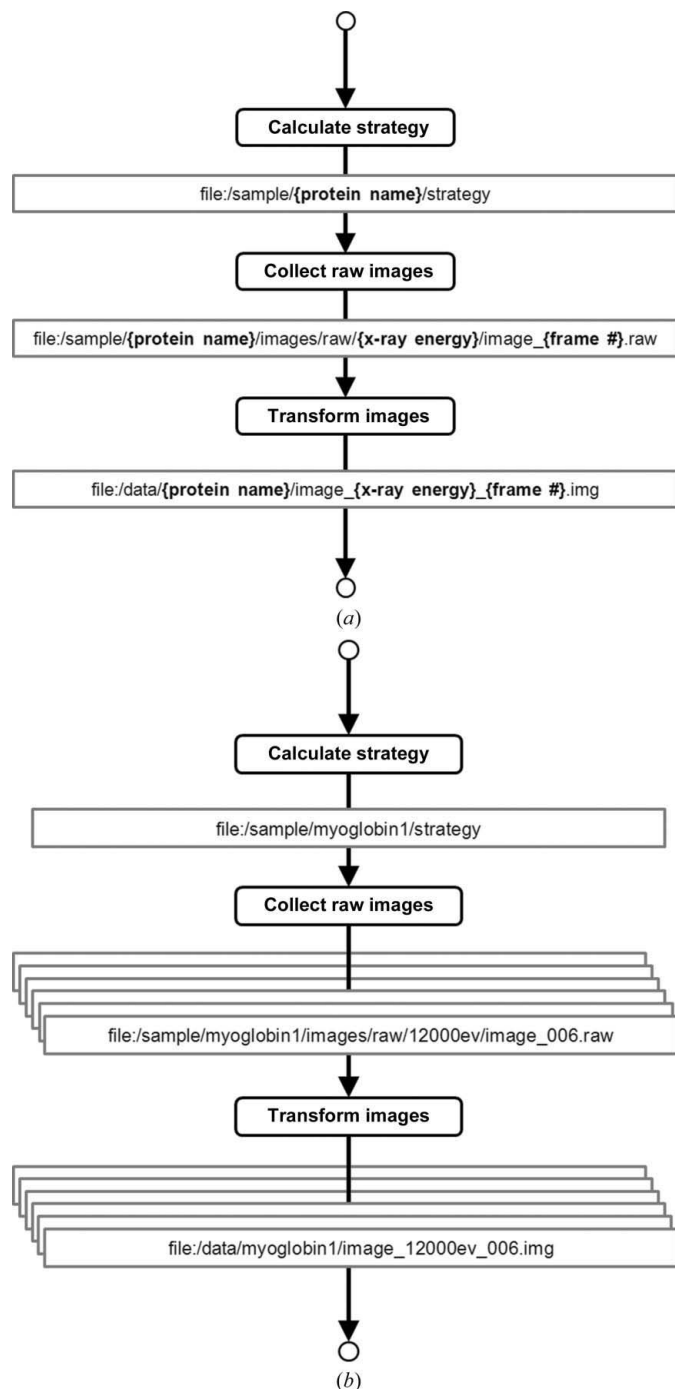 Calculate strategy
file:/sample/{protein name}/strategy
Collect raw images
file:/sample/{protein name}/images/raw/{x-ray energy}/image_{frame #}.raw
Transform images
file:/data/{protein name}/image_{x-ray energy}_{frame #}.img
(a)
Calculate strategy
file:/sample/myoglobin1/strategy
Collect raw images
file:/sample/myoglobin1/images/raw/12000ev/image_006.raw
Transform images
file:/data/myoglobin1/image_12000ev_006.img
(b)